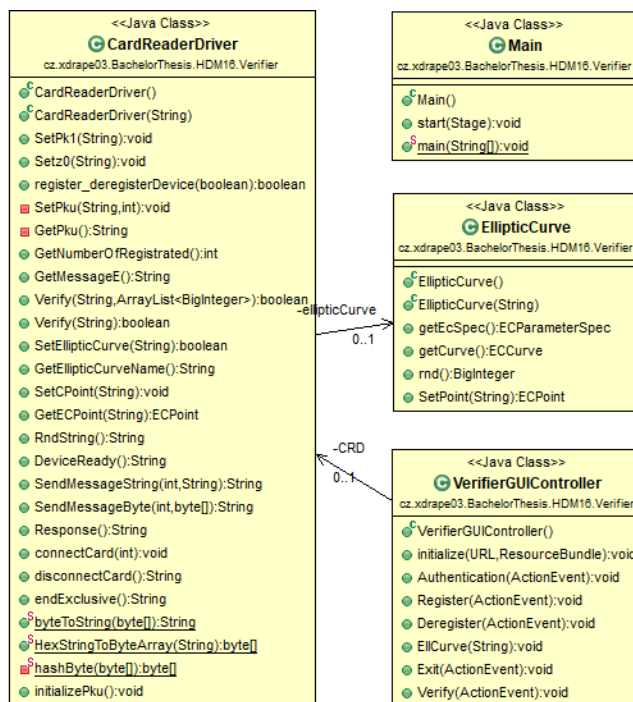 <<Java Class>>
CardReaderDriver
cz.xdrape03.BachelorThesis.HDM16.Verifier
CardReaderDriver()
CardReaderDriver(String)
SetPk1(String):void
Setz0(String):void
register_deregisterDevice(boolean):boolean
SetPku(String,int):void
GetPku():String
GetNumberOfRegistrated():int
GetMessageE():String
Verify(String,ArrayList<BigInteger>):boolean
Verify(String):boolean
SetEllipticCurve(String):boolean
GetEllipticCurveName():String
SetCPoint(String):void
GetECPoint(String):ECPoint
RndString():String
DeviceReady():String
SendMessageString(int,String):String
SendMessageByte(int,byte[]):String
Response():String
connectCard(int):void
disconnectCard():String
endExclusive():String
byteToString(byte[]):String
HexStringToByteArray(String):byte[]
hashByte(byte[]):byte[]
initializePku():void
-ellipticCurve
0..1
-CRD
0..1
<<Java Class>>
Main
cz.xdrape03.BachelorThesis.HDM16.Verifier
Main()
start(Stage):void
main(String[]):void
<<Java Class>>
EllipticCurve
cz.xdrape03.BachelorThesis.HDM16.Verifier
EllipticCurve()
EllipticCurve(String)
getEcSpec():ECParameterSpec
getCurve():ECCurve
rnd():BigInteger
SetPoint(String):ECPoint
<<Java Class>>
VerifierGUIController
cz.xdrape03.BachelorThesis.HDM16.Verifier
VerifierGUIController()
initialize(URL,ResourceBundle):void
Authentication(ActionEvent):void
Register(ActionEvent):void
Deregister(ActionEvent):void
EllCurve(String):void
Exit(ActionEvent):void
Verify(ActionEvent):void